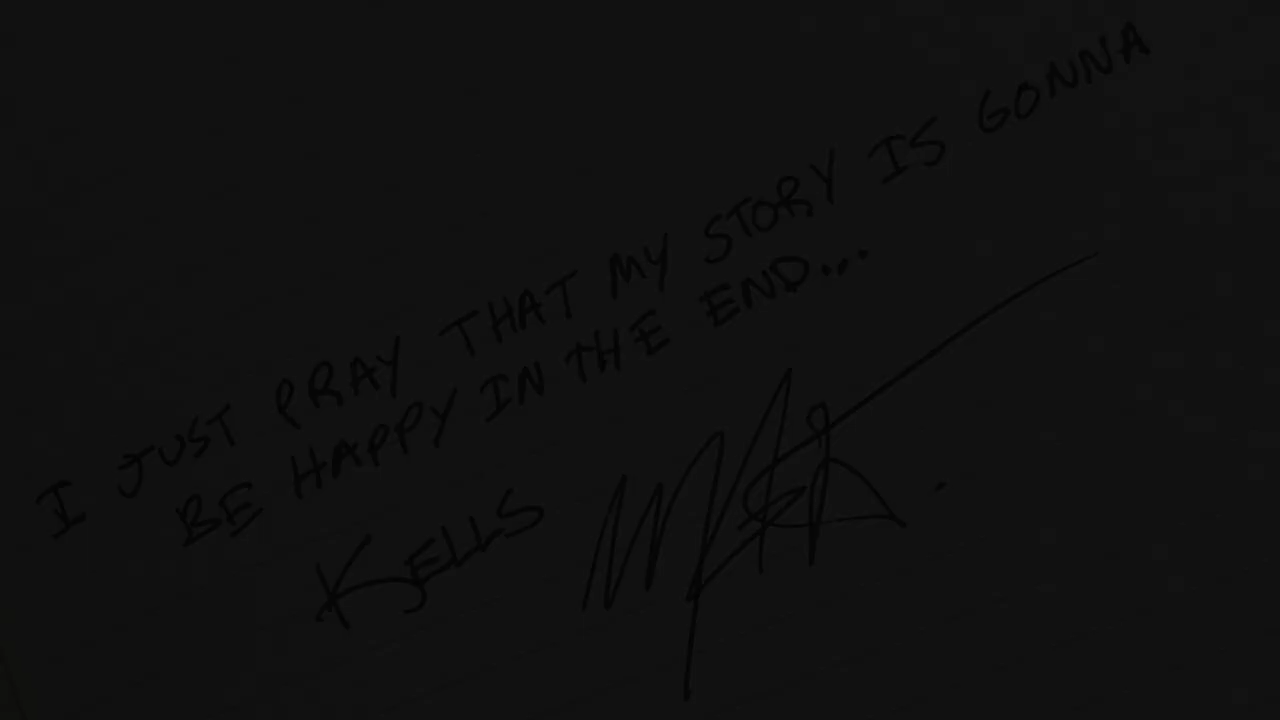 I JUST PRAY THAT MY STORY IS GONNA
BE HAPPY IN THE END...
KELLS